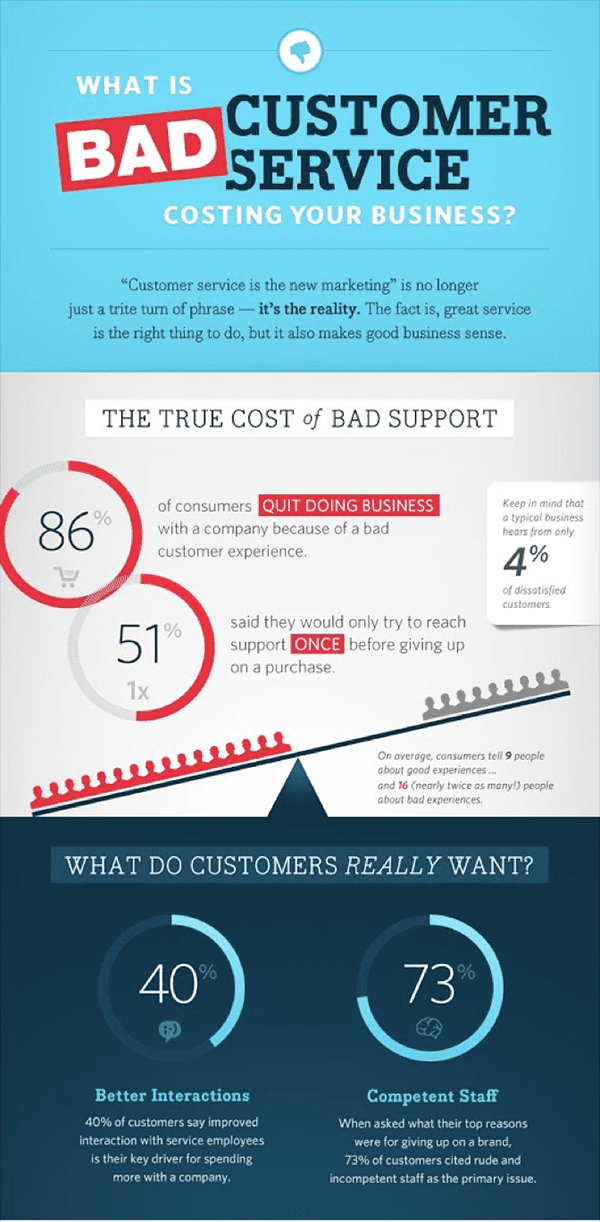 WHAT IS
BAD CUSTOMER
SERVICE
COSTING YOUR BUSINESS?
“Customer service is the new marketing” is no longer
just a trite turn of phrase — it’s the reality. The fact is, great service
is the right thing to do, but it also makes good business sense.
THE TRUE COST of BAD SUPPORT
86%
of consumers QUIT DOING BUSINESS
with a company because of a bad
customer experience.
Keep in mind that
a typical business
hears from only
4%
of dissatisfied
customers.
51%
1x
said they would only try to reach
support ONCE before giving up
on a purchase.
On average, consumers tell 9 people
about good experiences ...
and 16 (nearly twice as many!) people
about bad experiences.
WHAT DO CUSTOMERS REALLY WANT?
40%
Better Interactions
40% of customers say improved
interaction with service employees
is their key driver for spending
more with a company.
73%
Competent Staff
When asked what their top reasons
were for giving up on a brand,
73% of customers cited rude and
incompetent staff as the primary issue.